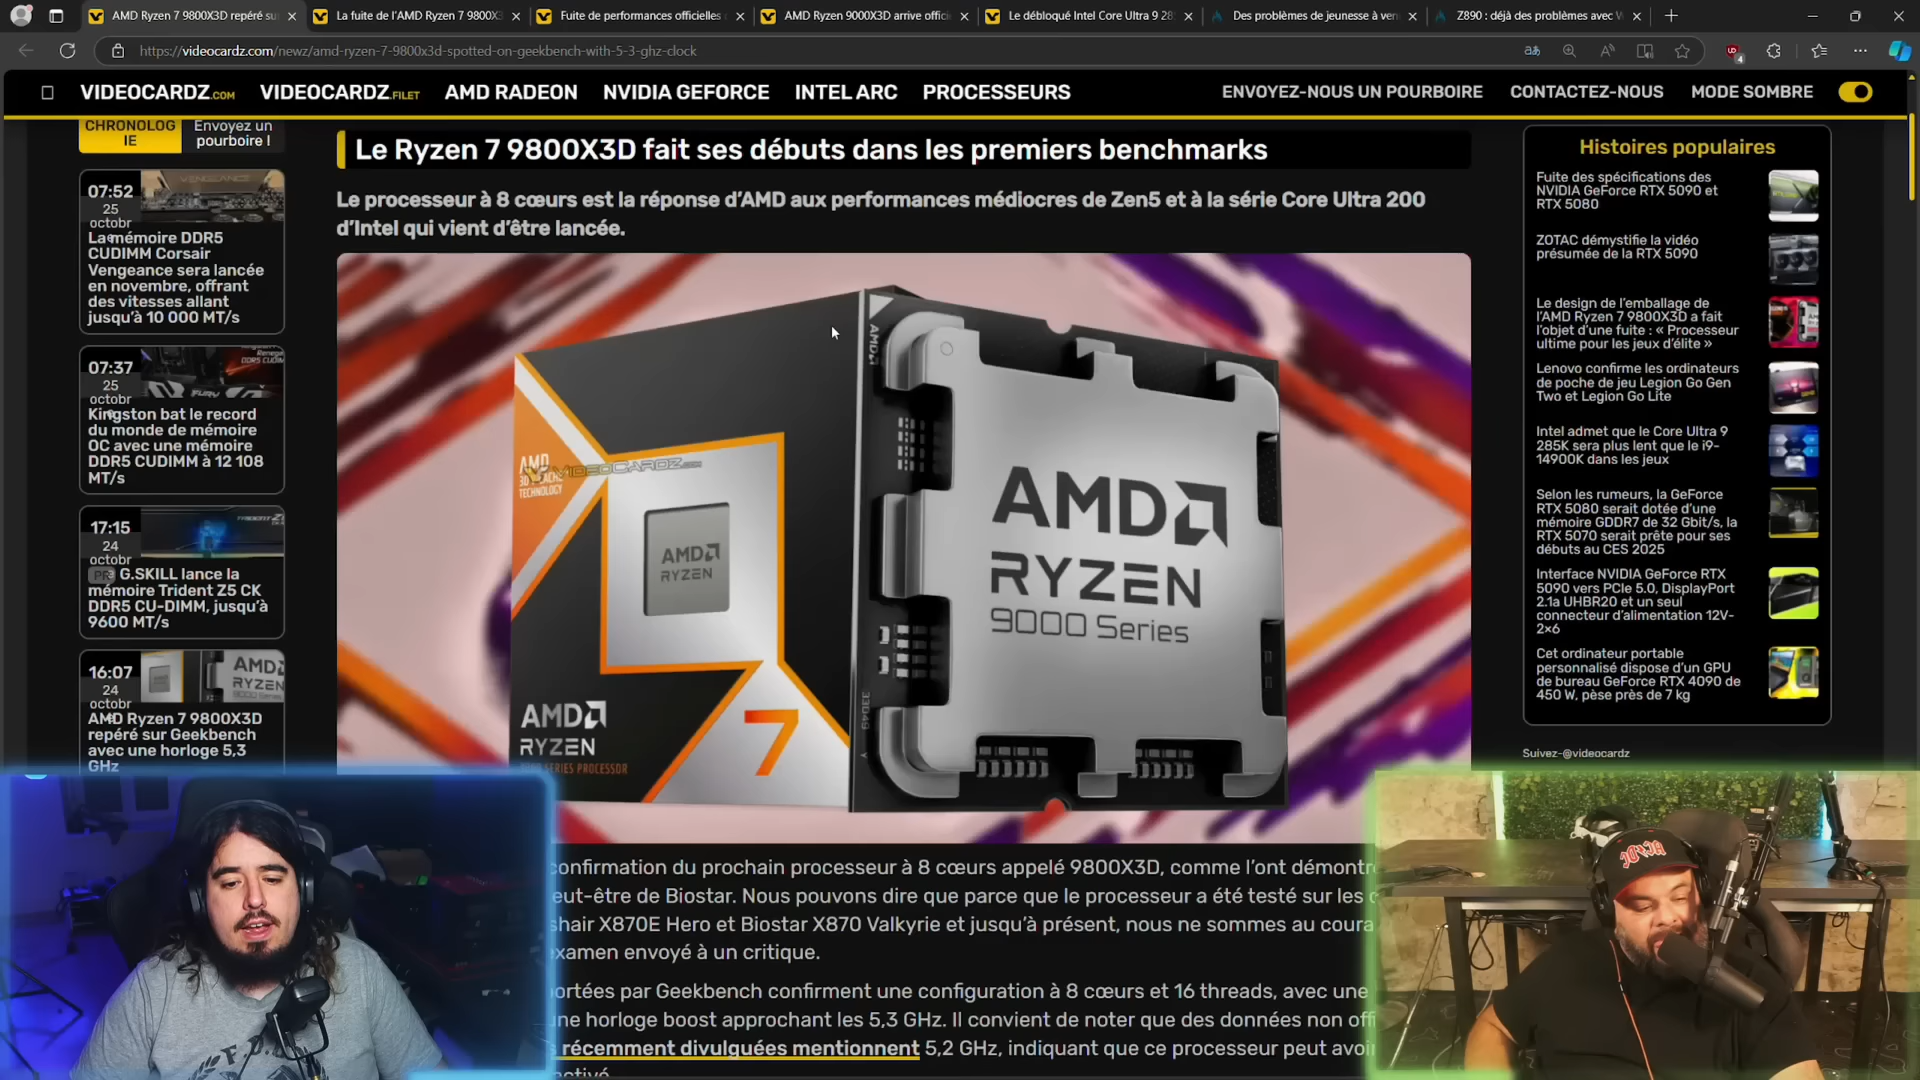 AMD Ryzen 7 9800X3D repéré su
La fuite de l'AMD Ryzen 7 9800X3
Fuite de performances officielles
AMD Ryzen 9000X3D arrive offic
Le débloqué Intel Core Ultra 9 28
Des problèmes de jeunesse à ven
Z890 : déjà des problèmes avec
https://videocardz.com/newz/amd-ryzen-7-9800x3d-spotted-on-geekbench-with-5-3-ghz-clock
VIDEOCARDZ.COM
VIDEOCARDZ.FILET
AMD RADEON
NVIDIA GEFORCE
INTEL ARC
PROCESSEURS
ENVOYEZ-NOUS UN POURBOIRE
CONTACTEZ-NOUS
MODE SOMBRE
CHRONOLOG
IE
Envoyez un
pourboire !
07:52
25
octobr
e
La mémoire DDR5
CUDIMM Corsair
Vengeance sera lancée
en novembre, offrant
des vitesses allant
jusqu'à 10 000 MT/s
07:37
25
octobr
e
Kingston bat le record
du monde de mémoire
OC avec une mémoire
DDR5 CUDIMM à 12 108
MT/s
17:15
24
octobr
e
PR
G.SKILL lance la
mémoire Trident Z5 CK
DDR5 CU-DIMM, jusqu'à
9600 MT/s
16:07
24
octobr
e
AMD Ryzen 7 9800X3D
repéré sur Geekbench
avec une horloge 5,3
GHz
Le Ryzen 7 9800X3D fait ses débuts dans les premiers benchmarks
Le processeur à 8 cœurs est la réponse d'AMD aux performances médiocres de Zen5 et à la série Core Ultra 200
d'Intel qui vient d'être lancée.
AMD
3D V-CACHE
TECHNOLOGY
VIDEOCARDZ.COM
AMD
RYZEN
AMD
RYZEN
9000 SERIES PROCESSOR
7
AMD
RYZEN
9000 Series
confirmation du prochain processeur à 8 cœurs appelé 9800X3D, comme l'ont démontr
eut-être de Biostar. Nous pouvons dire que parce que le processeur a été testé sur les c
shair X870E Hero et Biostar X870 Valkyrie et jusqu'à présent, nous ne sommes au coura
examen envoyé à un critique.
ortées par Geekbench confirment une configuration à 8 cœurs et 16 threads, avec une
ne horloge boost approchant les 5,3 GHz. Il convient de noter que des données non offi
récemment divulguées mentionnent 5,2 GHz, indiquant que ce processeur peut avoi
activé.
Histoires populaires
Fuite des spécifications des
NVIDIA GeForce RTX 5090 et
RTX 5080
ZOTAC démystifie la vidéo
présumée de la RTX 5090
Le design de l'emballage de
l'AMD Ryzen 7 9800X3D a fait
l'objet d'une fuite : « Processeur
ultime pour les jeux d'élite »
Lenovo confirme les ordinateurs
de poche de jeu Legion Go Gen
Two et Legion Go Lite
Intel admet que le Core Ultra 9
285K sera plus lent que le i9-
14900K dans les jeux
Selon les rumeurs, la GeForce
RTX 5080 serait dotée d'une
mémoire GDDR7 de 32 Gbit/s, la
RTX 5070 serait prête pour ses
débuts au CES 2025
Interface NVIDIA GeForce RTX
5090 vers PCIe 5.0, DisplayPort
2.1a UHBR20 et un seul
connecteur d'alimentation 12V-
2×6
Cet ordinateur portable
personnalisé dispose d'un GPU
de bureau GeForce RTX 4090 de
450 W, pèse près de 7 kg
Suivez-@videocardz